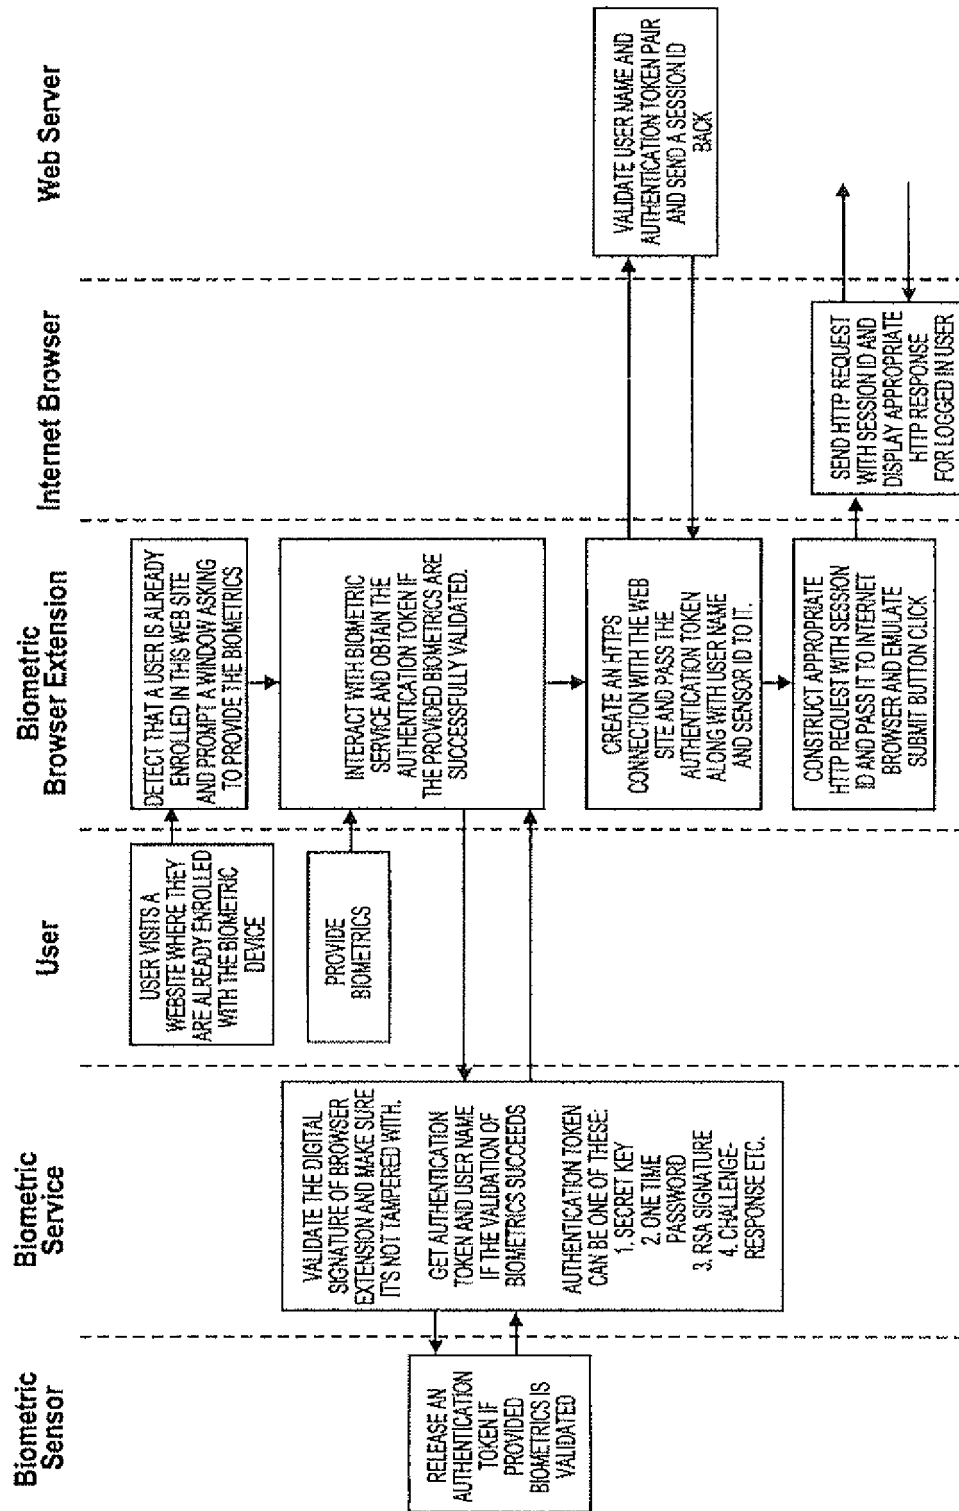 Biometric
Sensor
Biometric
Service
User
Biometric
Browser Extension
Internet Browser
Web Server
USER VISITS A
WEBSITE WHERE THEY
ARE ALREADY ENROLLED
WITH THE BIOMETRIC
DEVICE
DETECT THAT A USER IS ALREADY
ENROLLED IN THIS WEB SITE
AND PROMPT A WINDOW ASKING
TO PROVIDE THE BIOMETRICS
PROVIDE
BIOMETRICS
INTERACT WITH BIOMETRIC
SERVICE AND OBTAIN THE
AUTHENTICATION TOKEN IF
THE PROVIDED BIOMETRICS ARE
SUCCESSFULLY VALIDATED.
VALIDATE THE DIGITAL
SIGNATURE OF BROWSER
EXTENSION AND MAKE SURE
IT'S NOT TAMPERED WITH.
GET AUTHENTICATION
TOKEN AND USER NAME
IF THE VALIDATION OF
BIOMETRICS SUCCEEDS
AUTHENTICATION TOKEN
CAN BE ONE OF THESE:
1. SECRET KEY
2. ONE TIME
PASSWORD
3. RSA SIGNATURE
4. CHALLENGE-
RESPONSE ETC.
RELEASE AN
AUTHENTICATION
TOKEN IF
PROVIDED
BIOMETRICS IS
VALIDATED
CREATE AN HTTPS
CONNECTION WITH THE WEB
SITE AND PASS THE
AUTHENTICATION TOKEN
ALONG WITH USER NAME
AND SENSOR ID TO IT.
VALIDATE USER NAME AND
AUTHENTICATION TOKEN PAIR
AND SEND A SESSION ID
BACK
CONSTRUCT APPROPRIATE
HTTP REQUEST WITH SESSION
ID AND PASS IT TO INTERNET
BROWSER AND EMULATE
SUBMIT BUTTON CLICK
SEND HTTP REQUEST
WITH SESSION ID AND
DISPLAY APPROPRIATE
HTTP RESPONSE
FOR LOGGED IN USER